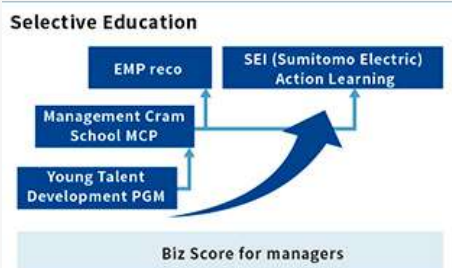 Selective Education
EMP reco
SEI (Sumitomo Electric)
Action Learning
Management Cram
School MCP
Young Talent
Development PGM
Biz Score for managers